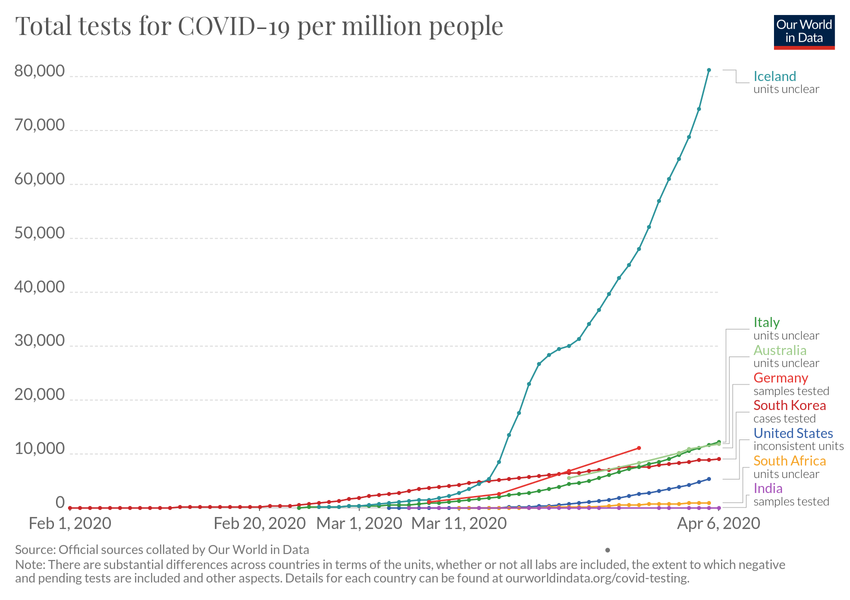 Total tests for COVID-19 per million people
Our World
in Data
80,000
70,000
60,000
50,000
40,000
30,000
20,000
10,000
0
Iceland
units unclear
Italy
units unclear
Australia
units unclear
Germany
samples tested
South Korea
cases tested
United States
inconsistent units
South Africa
units unclear
India
samples tested
Feb 1, 2020
Feb 20, 2020
Mar 1, 2020
Mar 11, 2020
Apr 6, 2020
Source: Official sources collated by Our World in Data
Note: There are substantial differences across countries in terms of the units, whether or not all labs are included, the extent to which negative
and pending tests are included and other aspects. Details for each country can be found at ourworldindata.org/covid-testing.